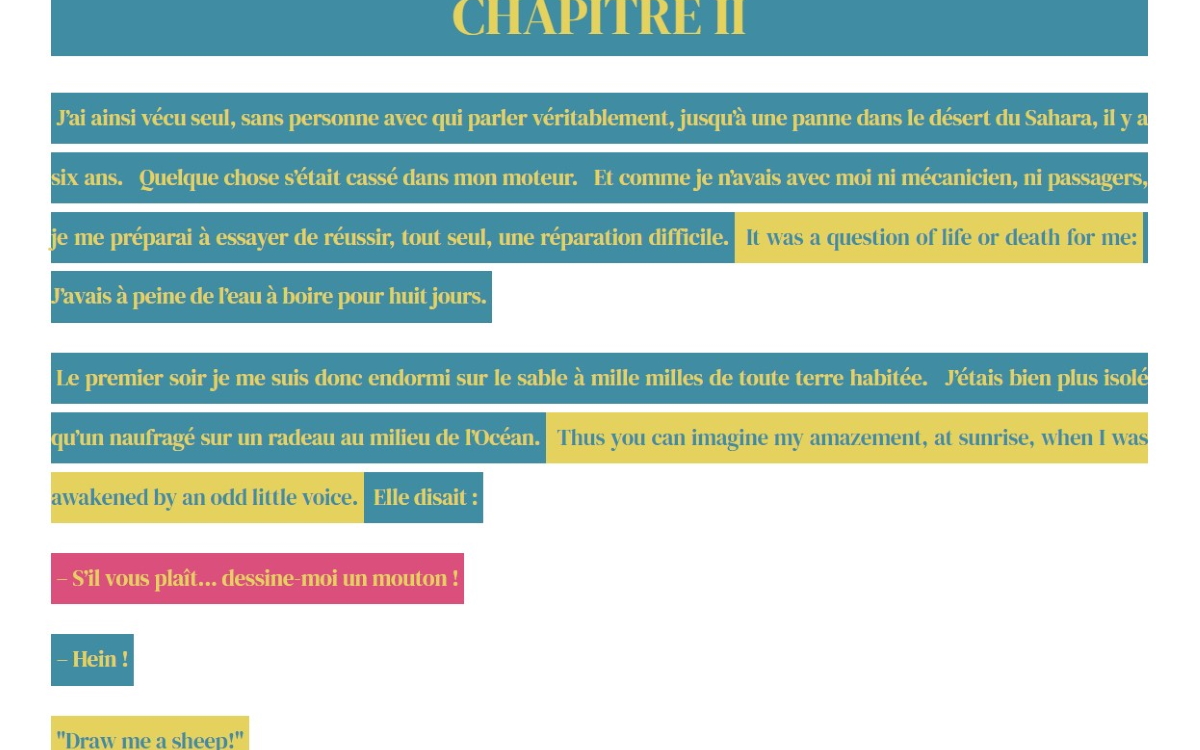 CHAPITRE II
J'ai ainsi vécu seul, sans personne avec qui parler véritablement, jusqu'à une panne dans le désert du Sahara, il y a
six ans. Quelque chose s'était cassé dans mon moteur. Et comme je n'avais avec moi ni mécanicien, ni passagers,
je me préparai à essayer de réussir, tout seul, une réparation difficile. It was a question of life or death for me:
J'avais à peine de l'eau à boire pour huit jours.
Le premier soir je me suis donc endormi sur le sable à mille milles de toute terre habitée. J'étais bien plus isolé
qu'un naufragé sur un radeau au milieu de l'Océan. Thus you can imagine my amazement, at sunrise, when I was
awakened by an odd little voice. Elle disait :
– S'il vous plaît… dessine-moi un mouton !
– Hein !
"Draw me a sheep!"